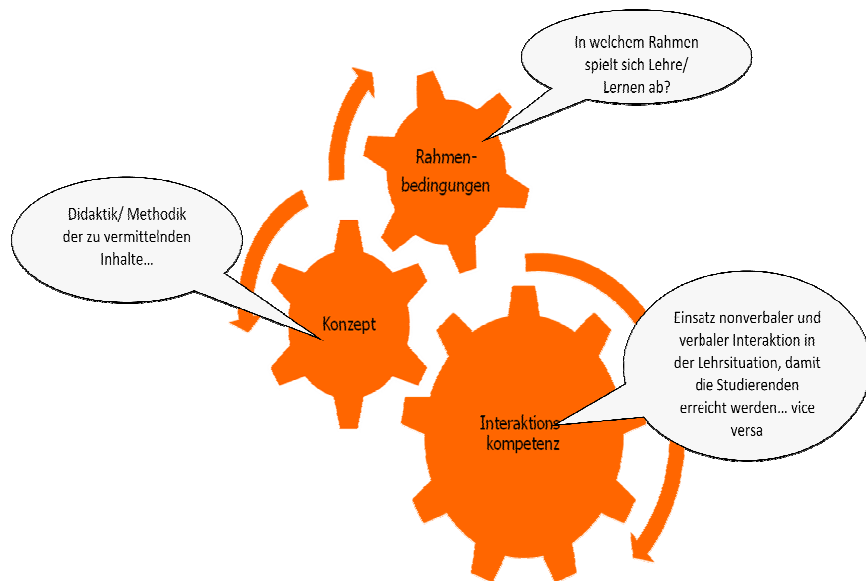 In welchem Rahmen
spielt sich Lehre/
Lernen ab?
Rahmen-
bedingungen
Didaktik/ Methodik
der zu vermittelnden
Inhalte...
Konzept
Einsatz nonverbaler und
verbaler Interaktion in
der Lehrsituation, damit
die Studierenden
erreicht werden... vice
versa
Interaktions
kompetenz